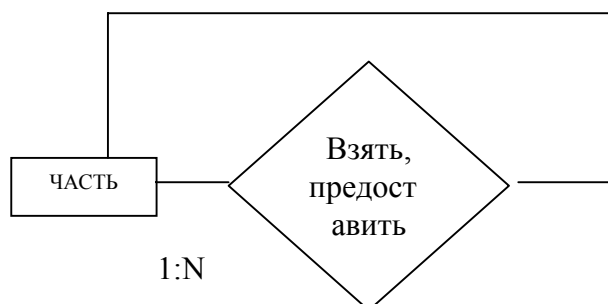 Взять,
предост
авить
ЧАСТЬ
1:N